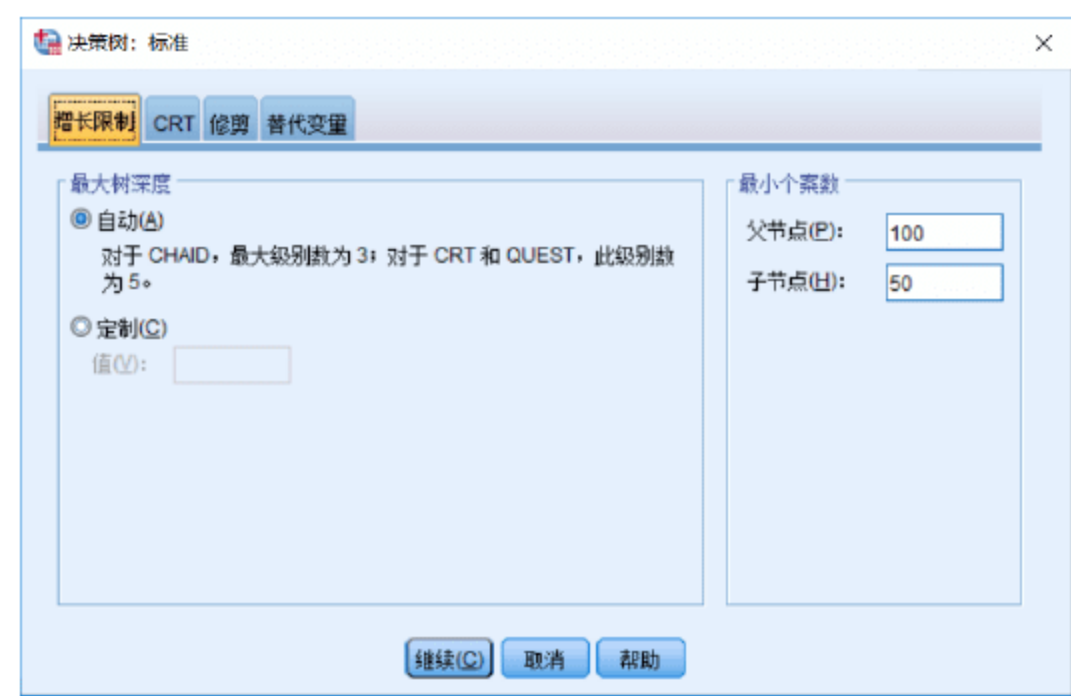 决策树：标准
增长限制 CRT 修剪 替代变量
最大树深度
自动(A)
对于 CHAID，最大级别数为 3；对于 CRT 和 QUEST，此级别数
为 5。
定制(C)
值(V)：
最小个案数
父节点(P)： 100
子节点(H)： 50
继续(C) 取消 帮助